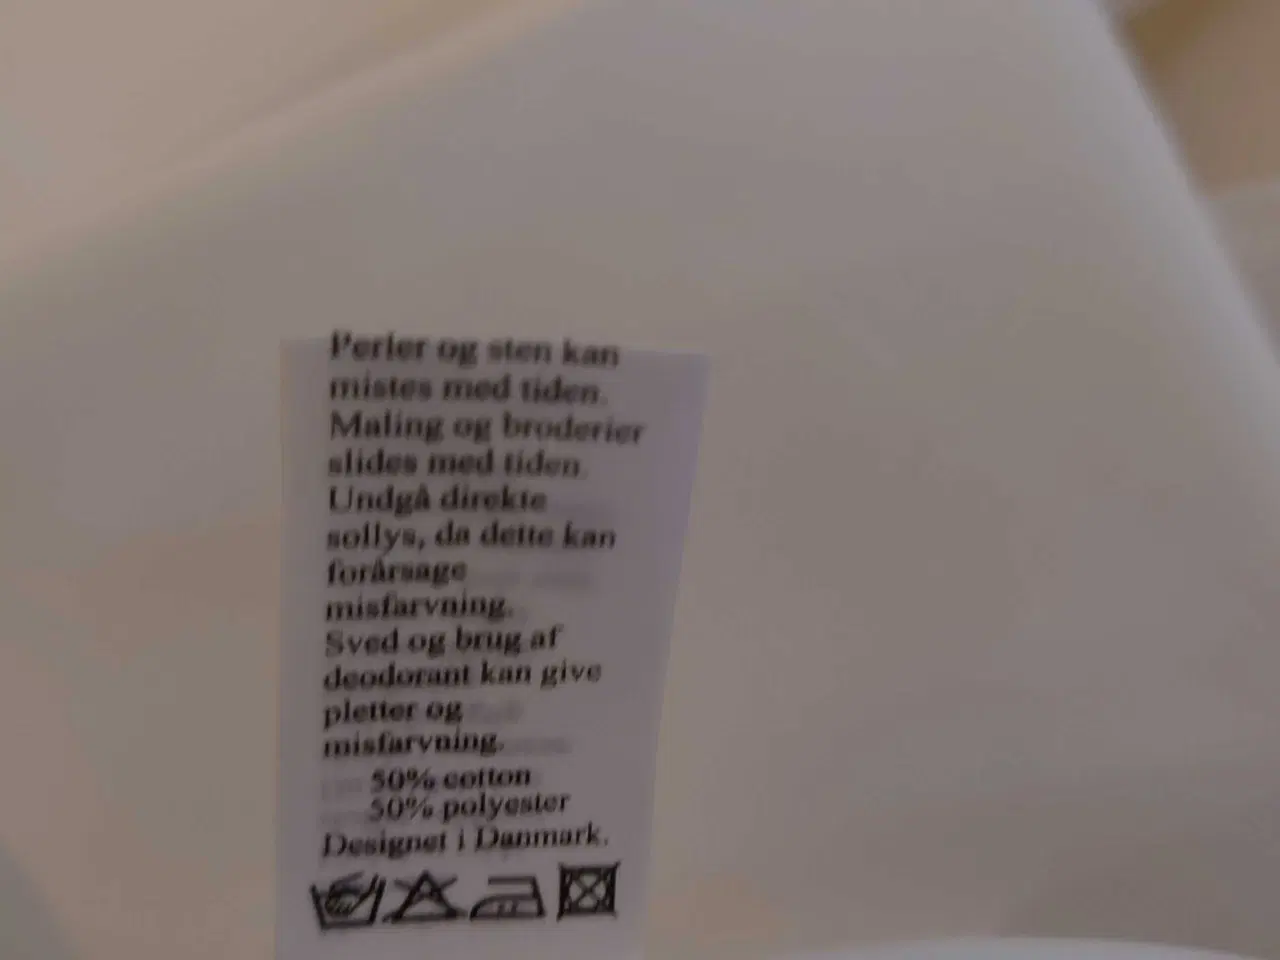 Perler og sten kan
mistes med tiden.
Maling og broderier
slides med tiden.
Undgå direkte
sollys, da dette kan
forårsage
misfarvning.
Sved og brug af
deodorant kan give
pletter og
misfarvning.
50% cotton
50% polyester
Designet i Danmark.